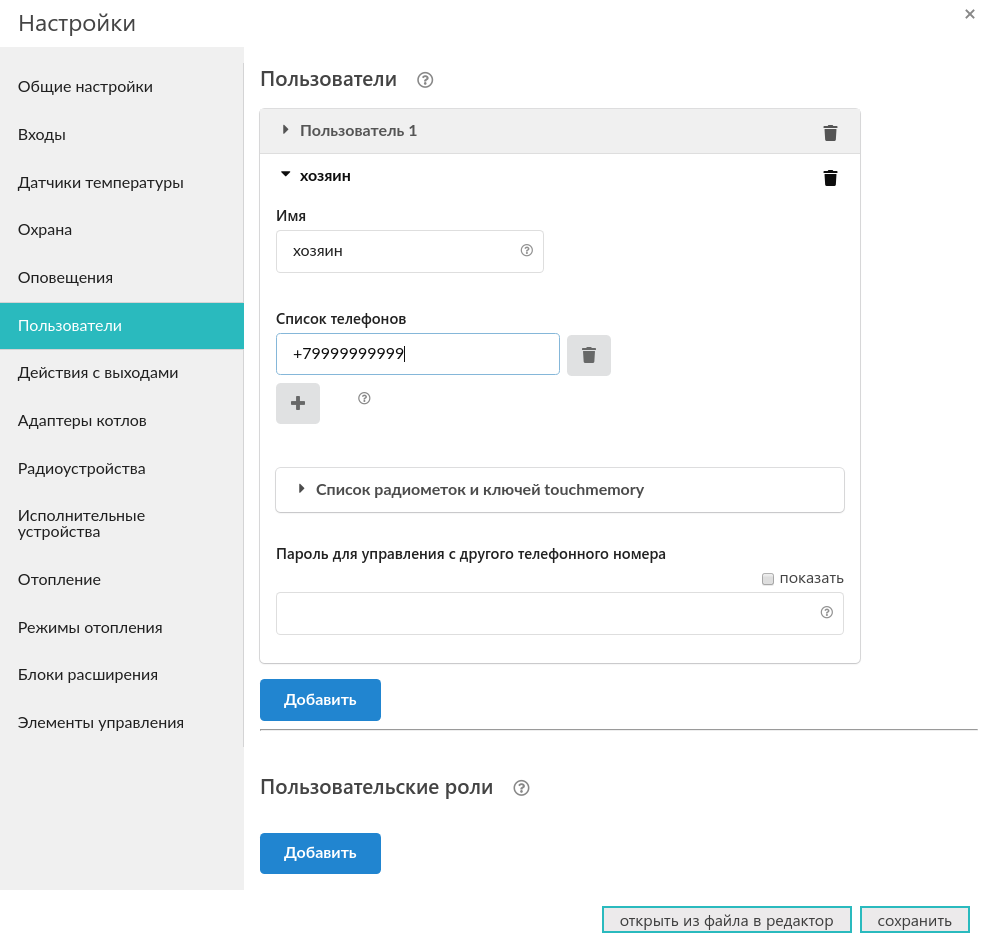 Настройки
×
Общие настройки
Входы
Датчики температуры
Охрана
Оповещения
Пользователи
Действия с выходами
Адаптеры котлов
Радиоустройства
Исполнительные
устройства
Отопление
Режимы отопления
Блоки расширения
Элементы управления
Пользователи
Пользователь 1
хозяин
Имя
хозяин
Список телефонов
+79999999999
Список радиометок и ключей touchmemory
Пароль для управления с другого телефонного номера
показать
Добавить
Пользовательские роли
Добавить
открыть из файла в редактор
сохранить